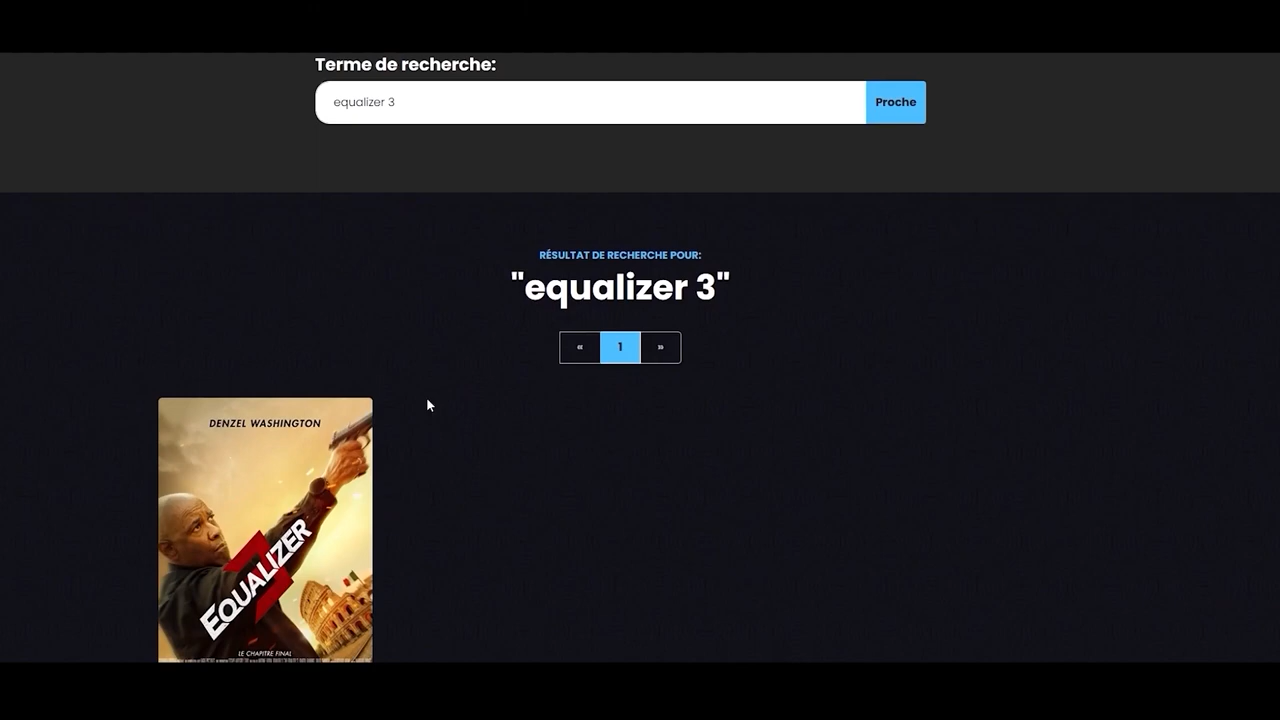 Terme de recherche:
equalizer 3
Proche
RÉSULTAT DE RECHERCHE POUR:
"equalizer 3"
« 1 »
DENZEL WASHINGTON
EQUALIZER
3
LE CHAPITRE FINAL